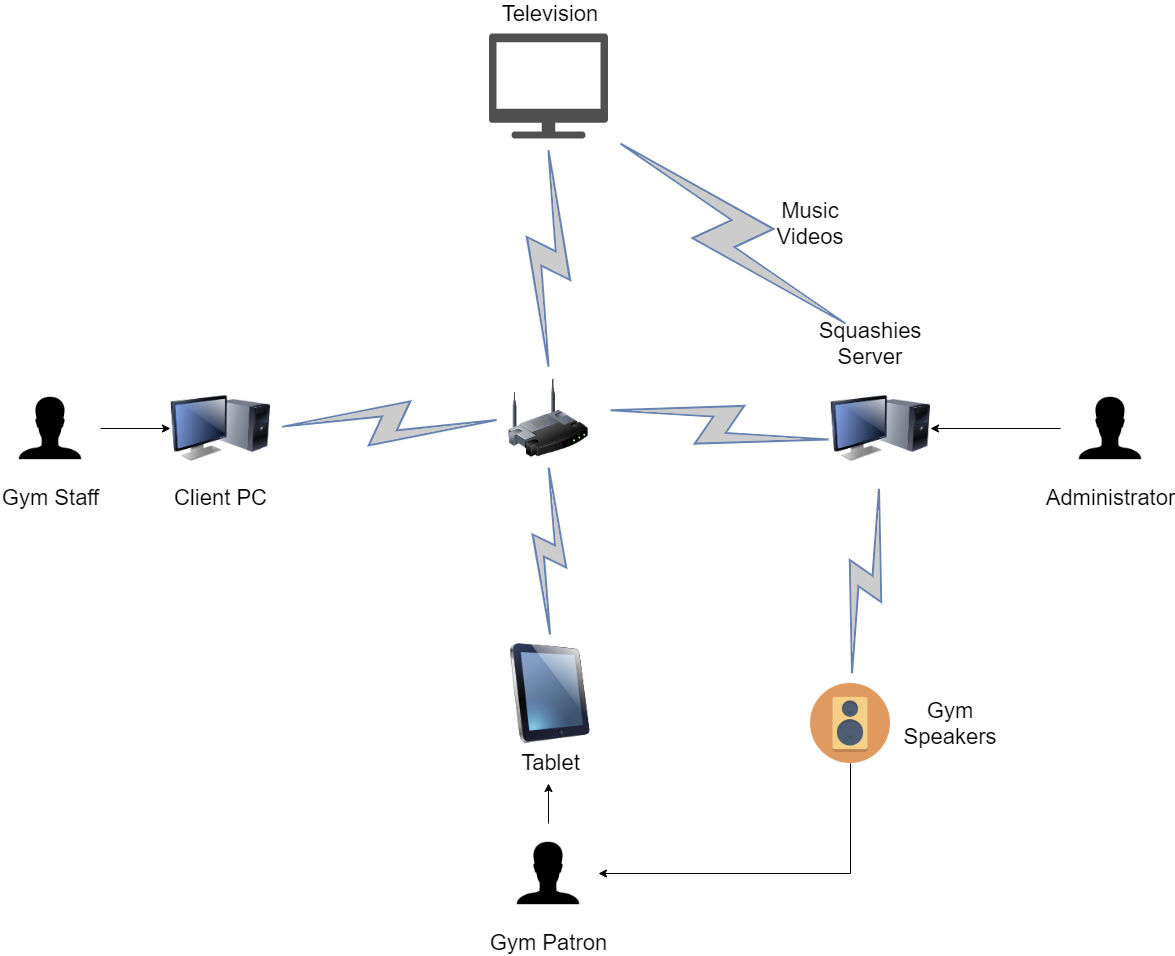 Television
Music
Videos
Squashies
Server
Gym Staff
Client PC
Administrator
Gym
Speakers
Tablet
Gym Patron